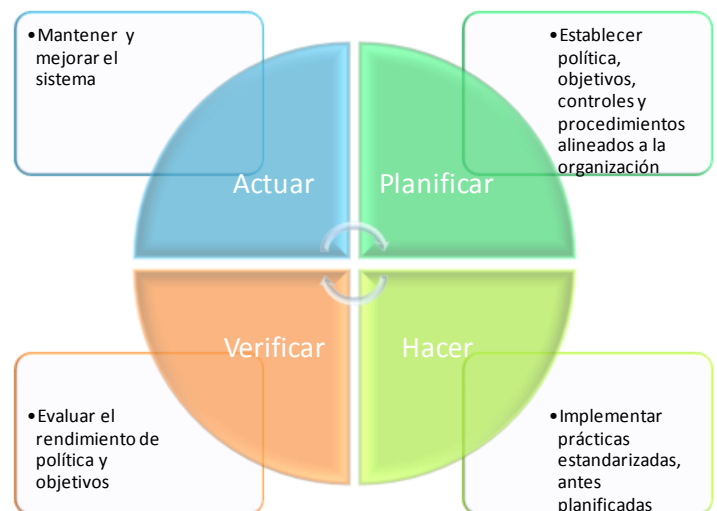 •Mantener y
mejorar el
sistema
•Establecer
política,
objetivos,
controles y
procedimientos
alineados a la
organización
Actuar
Planificar
Verificar
Hacer
•Evaluar el
rendimiento de
política y
objetivos
•Implementar
prácticas
estandarizadas,
antes
planificadas